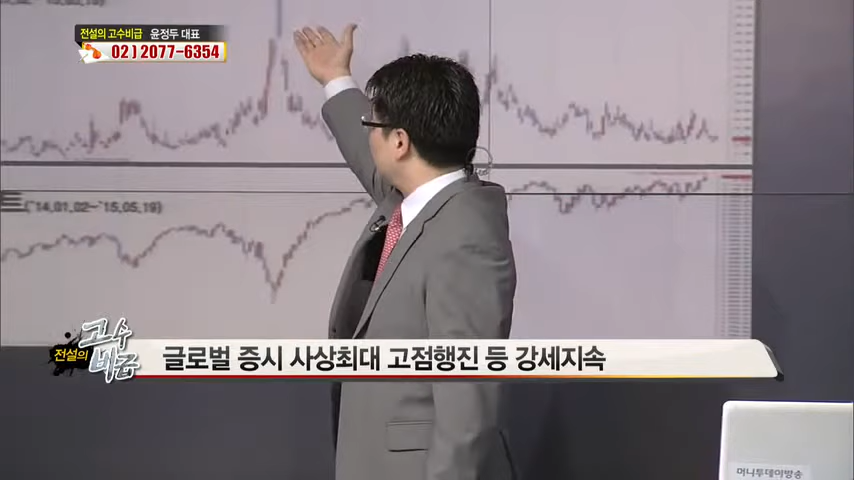 전설의 고수비급 윤정두 대표
02 ) 2077-6354
트 ('14.01.02~'15.05.19)
전설의 고수비급
글로벌 증시 사상최대 고점행진 등 강세지속
머니투데이방송